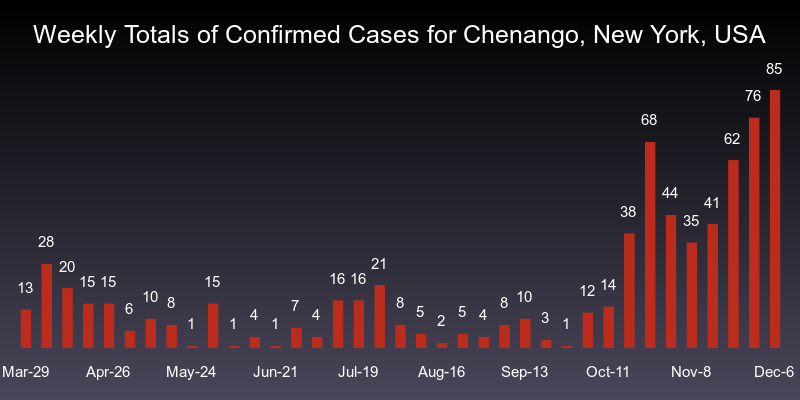 Weekly Totals of Confirmed Cases for Chenango, New York, USA
13 28 20 15 15 6 10 8 1 15 1 4 1 7 4 16 16 21 8 5 2 5 4 8 10 3 1 12 14 38 68 44 35 41 62 76 85
Mar-29 Apr-26 May-24 Jun-21 Jul-19 Aug-16 Sep-13 Oct-11 Nov-8 Dec-6